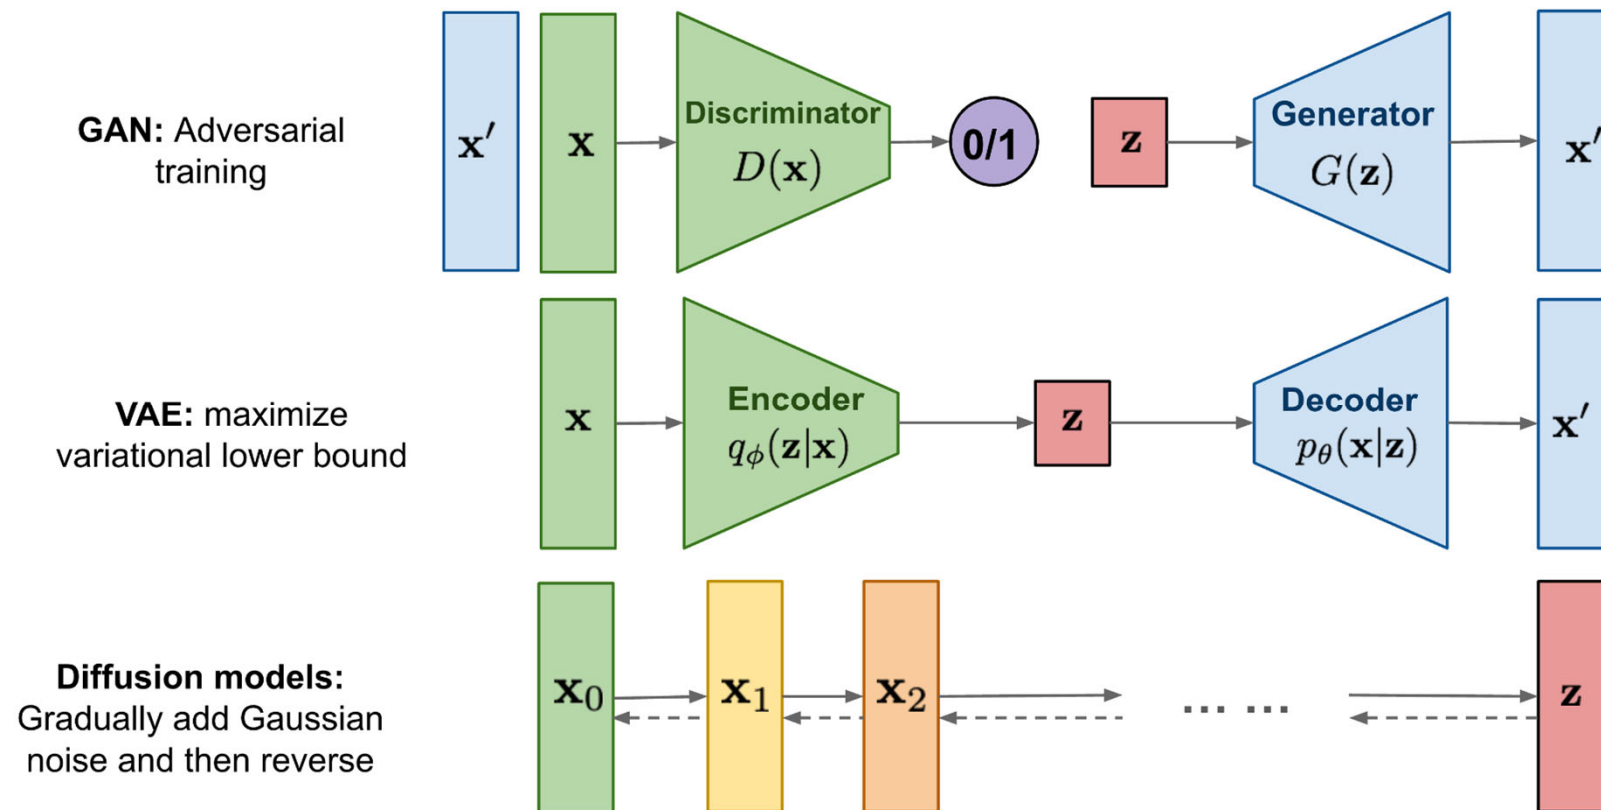 GAN: Adversarial
training
x′
x
Discriminator
D(x)
0/1
z
Generator
G(z)
x′
VAE: maximize
variational lower bound
x
Encoder
qϕ(z|x)
z
Decoder
pθ(x|z)
x′
Diffusion models:
Gradually add Gaussian
noise and then reverse
x₀
x₁
x₂
... ...
z